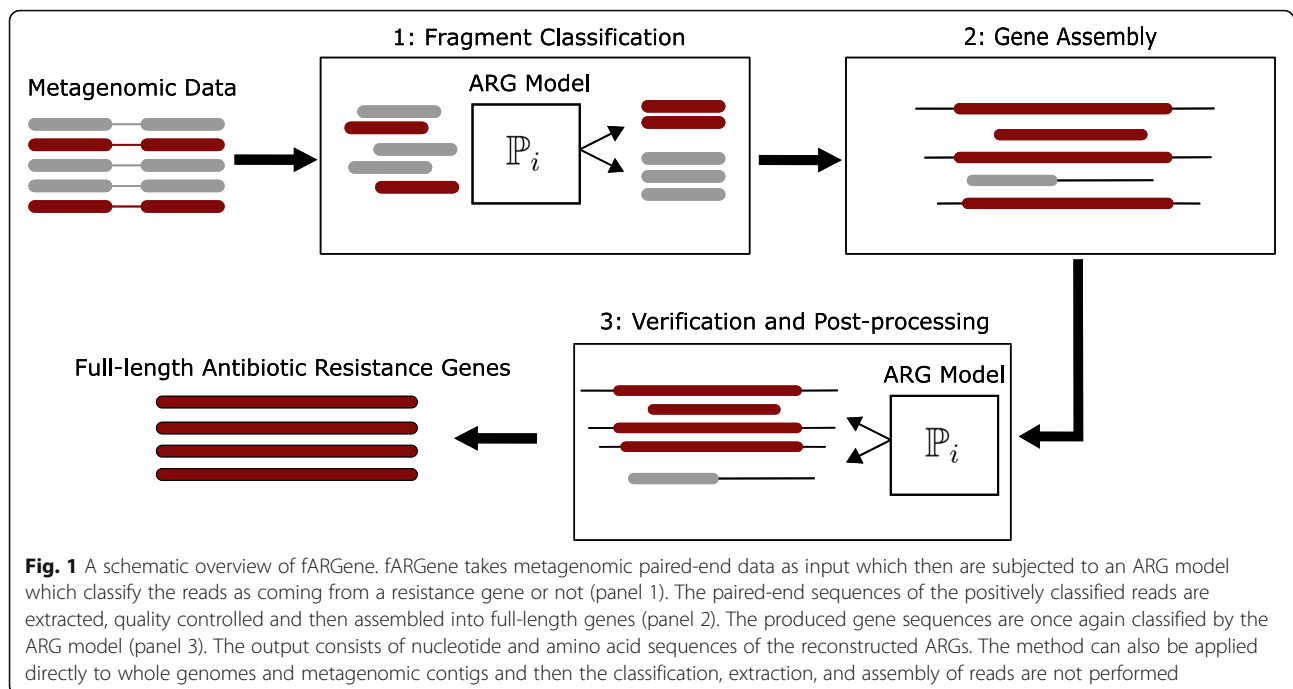 1: Fragment Classification
2: Gene Assembly
Metagenomic Data
ARG Model
ℙi
3: Verification and Post-processing
Full-length Antibiotic Resistance Genes
ARG Model
ℙi
Fig. 1 A schematic overview of fARGene. fARGene takes metagenomic paired-end data as input which then are subjected to an ARG model
which classify the reads as coming from a resistance gene or not (panel 1). The paired-end sequences of the positively classified reads are
extracted, quality controlled and then assembled into full-length genes (panel 2). The produced gene sequences are once again classified by the
ARG model (panel 3). The output consists of nucleotide and amino acid sequences of the reconstructed ARGs. The method can also be applied
directly to whole genomes and metagenomic contigs and then the classification, extraction, and assembly of reads are not performed